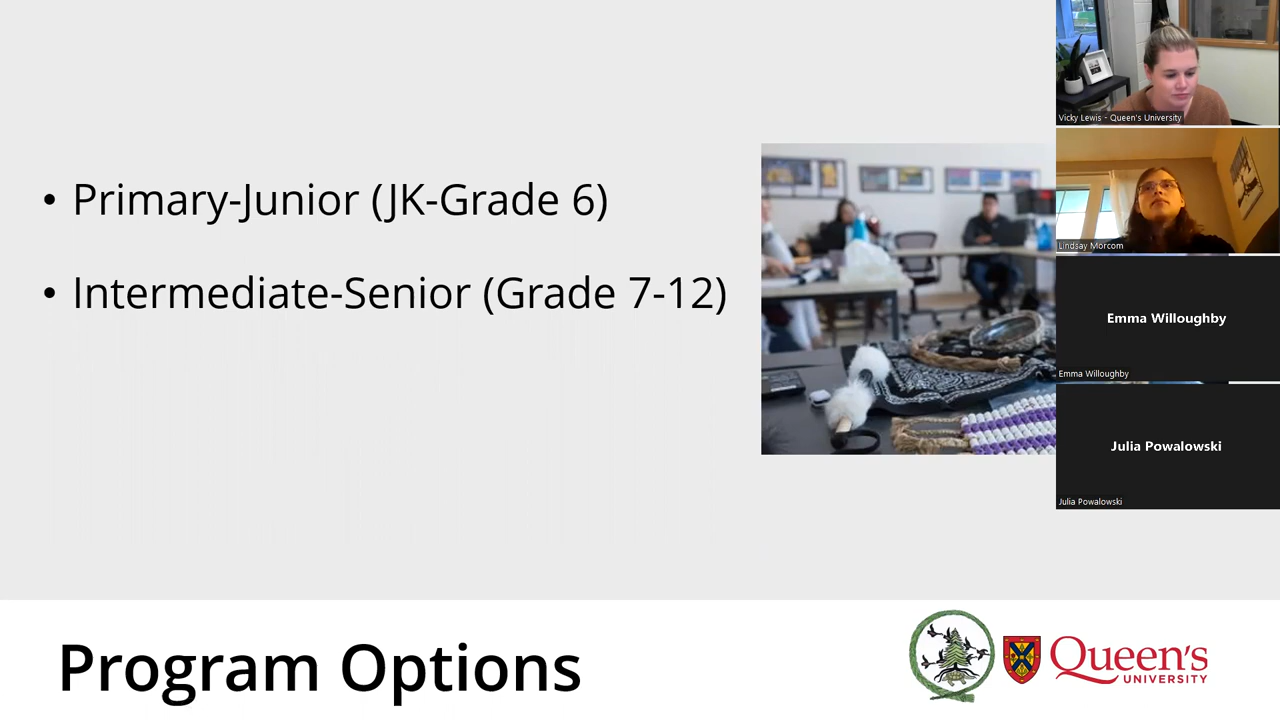 • Primary-Junior (JK-Grade 6)
• Intermediate-Senior (Grade 7-12)
Program Options
Queen's
UNIVERSITY
Vicky Lewis - Queen's University
Lindsay Morcom
Emma Willoughby
Emma Willoughby
Julia Powalowski
Julia Powalowski